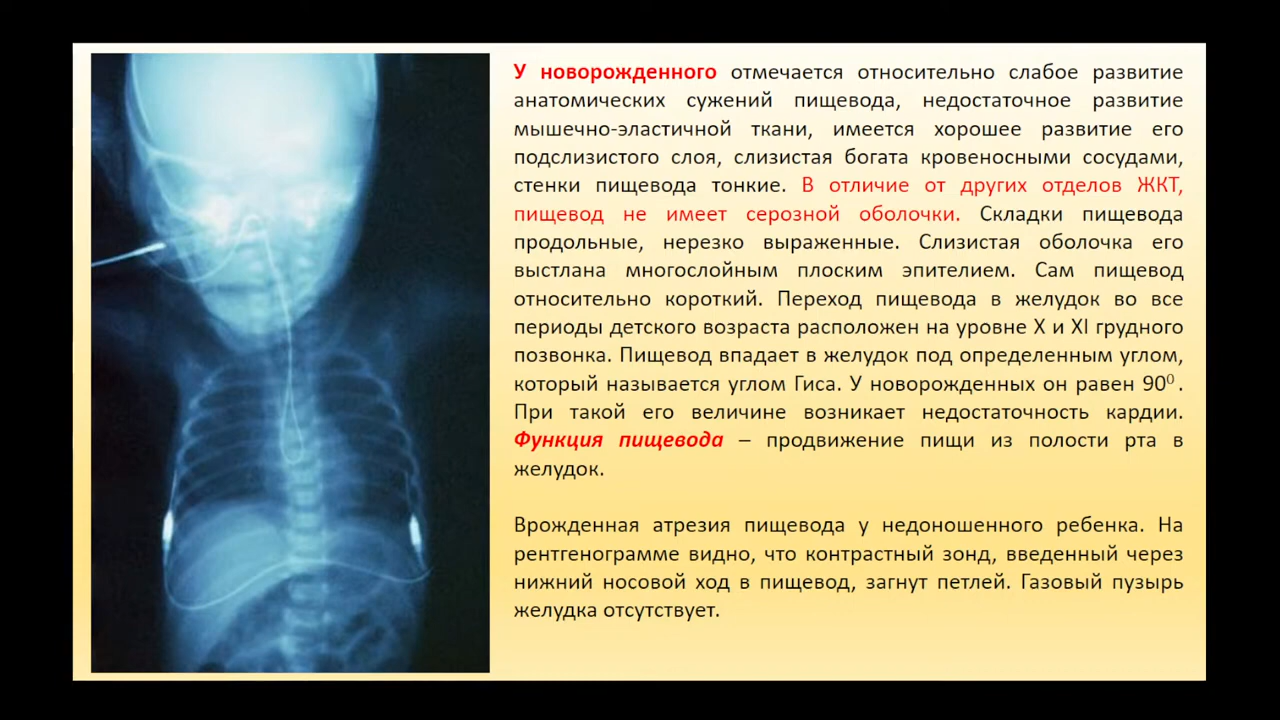 У новорожденного отмечается относительно слабое развитие
анатомических сужений пищевода, недостаточное развитие
мышечно-эластичной ткани, имеется хорошее развитие его
подслизистого слоя, слизистая богата кровеносными сосудами,
стенки пищевода тонкие. В отличие от других отделов ЖКТ,
пищевод не имеет серозной оболочки. Складки пищевода
продольные, нерезко выраженные. Слизистая оболочка его
выстлана многослойным плоским эпителием. Сам пищевод
относительно короткий. Переход пищевода в желудок во все
периоды детского возраста расположен на уровне X и XI грудного
позвонка. Пищевод впадает в желудок под определенным углом,
который называется углом Гиса. У новорожденных он равен 90⁰.
При такой его величине возникает недостаточность кардии.
Функция пищевода – продвижение пищи из полости рта в
желудок.
Врожденная атрезия пищевода у недоношенного ребенка. На
рентгенограмме видно, что контрастный зонд, введенный через
нижний носовой ход в пищевод, загнут петлей. Газовый пузырь
желудка отсутствует.